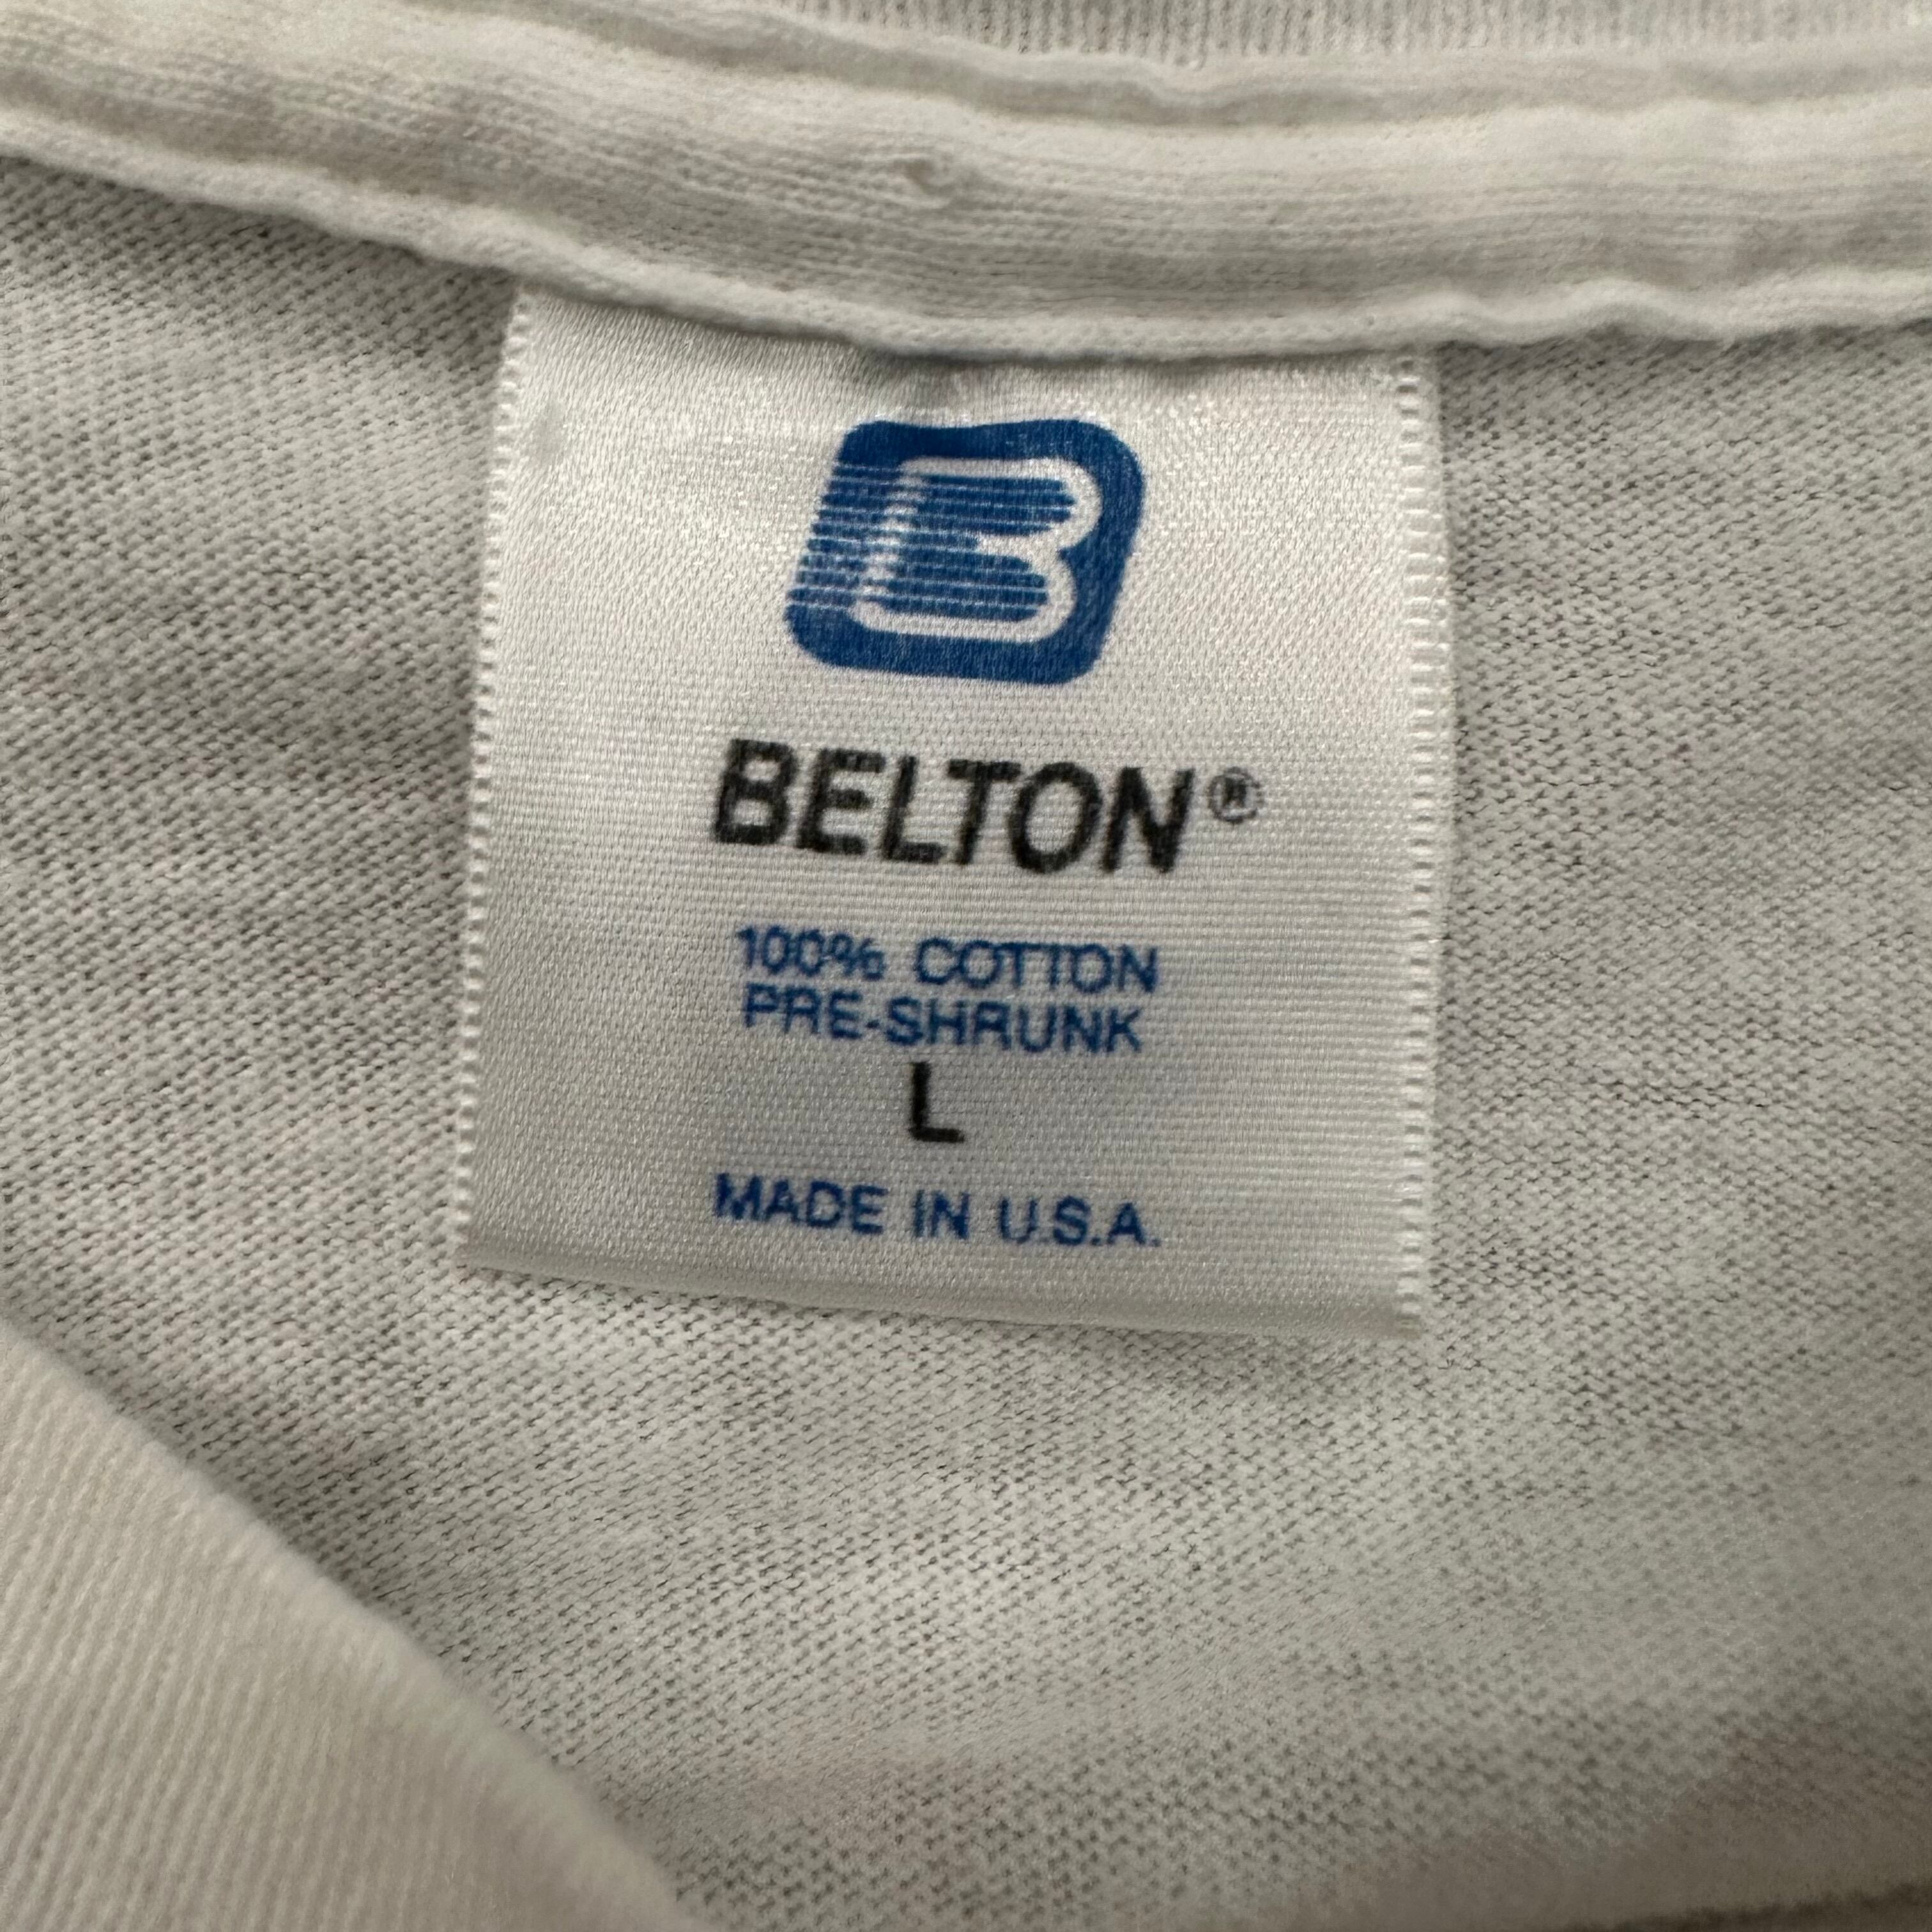 B
BELTON®
100% COTTON
PRE-SHRUNK
L
MADE IN U.S.A.